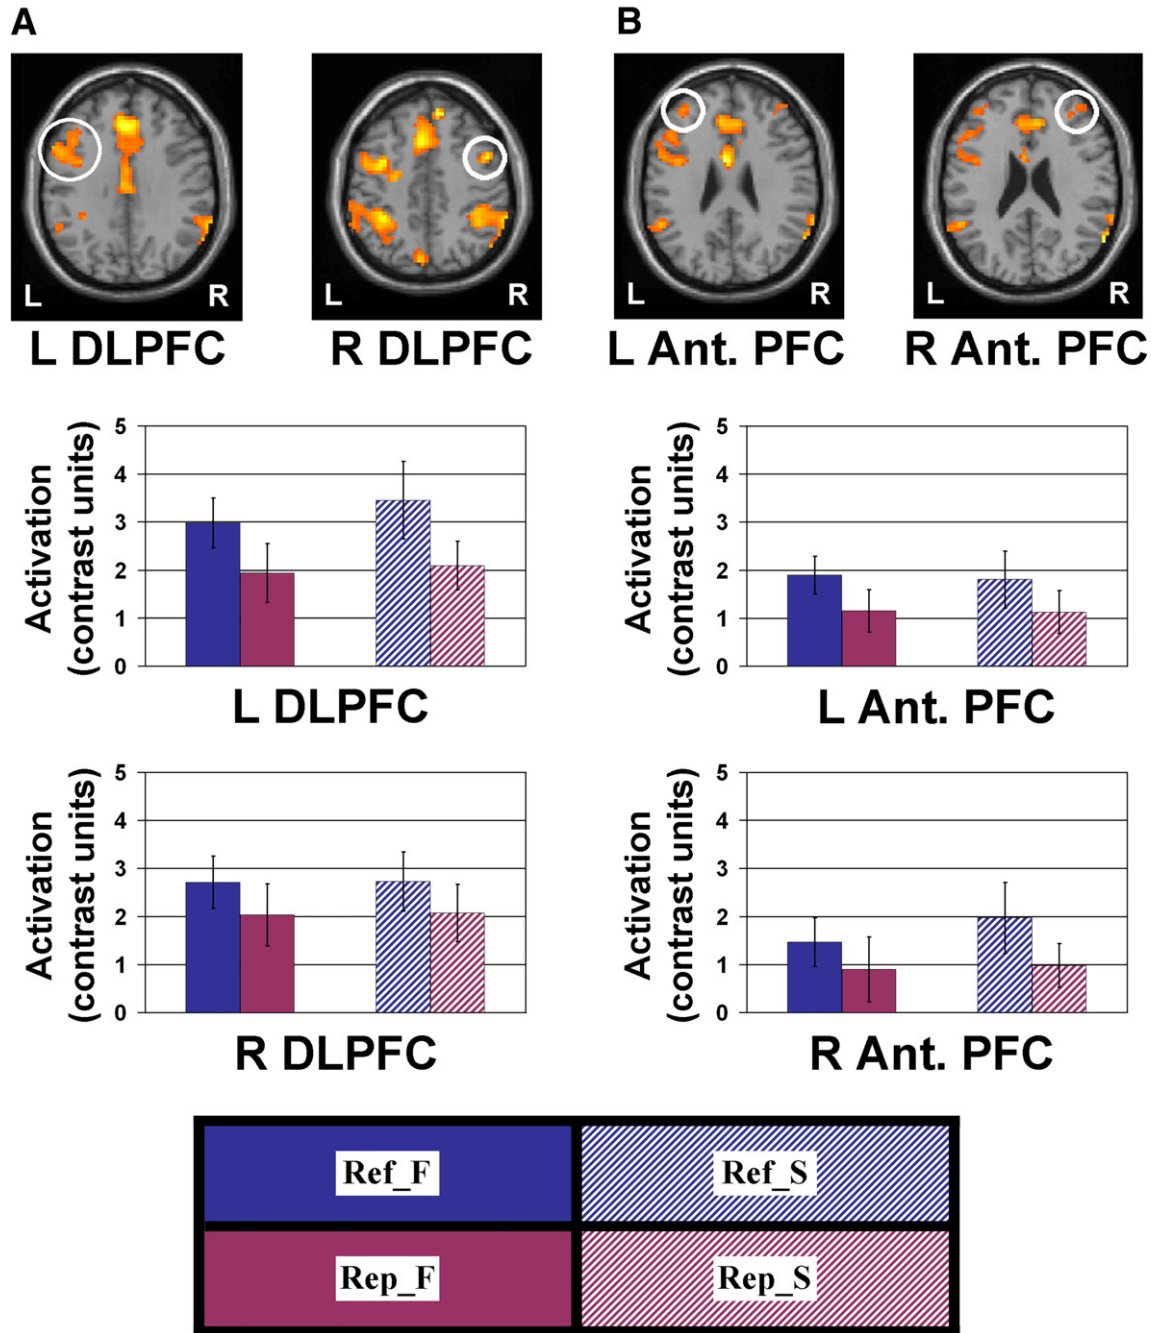 A
B
L R
L R
L R
L R
L DLPFC
R DLPFC
L Ant. PFC
R Ant. PFC
Activation
(contrast units)
5
4
3
2
1
0
L DLPFC
Activation
(contrast units)
5
4
3
2
1
0
L Ant. PFC
Activation
(contrast units)
5
4
3
2
1
0
R DLPFC
Activation
(contrast units)
5
4
3
2
1
0
R Ant. PFC
Ref_F
Ref_S
Rep_F
Rep_S